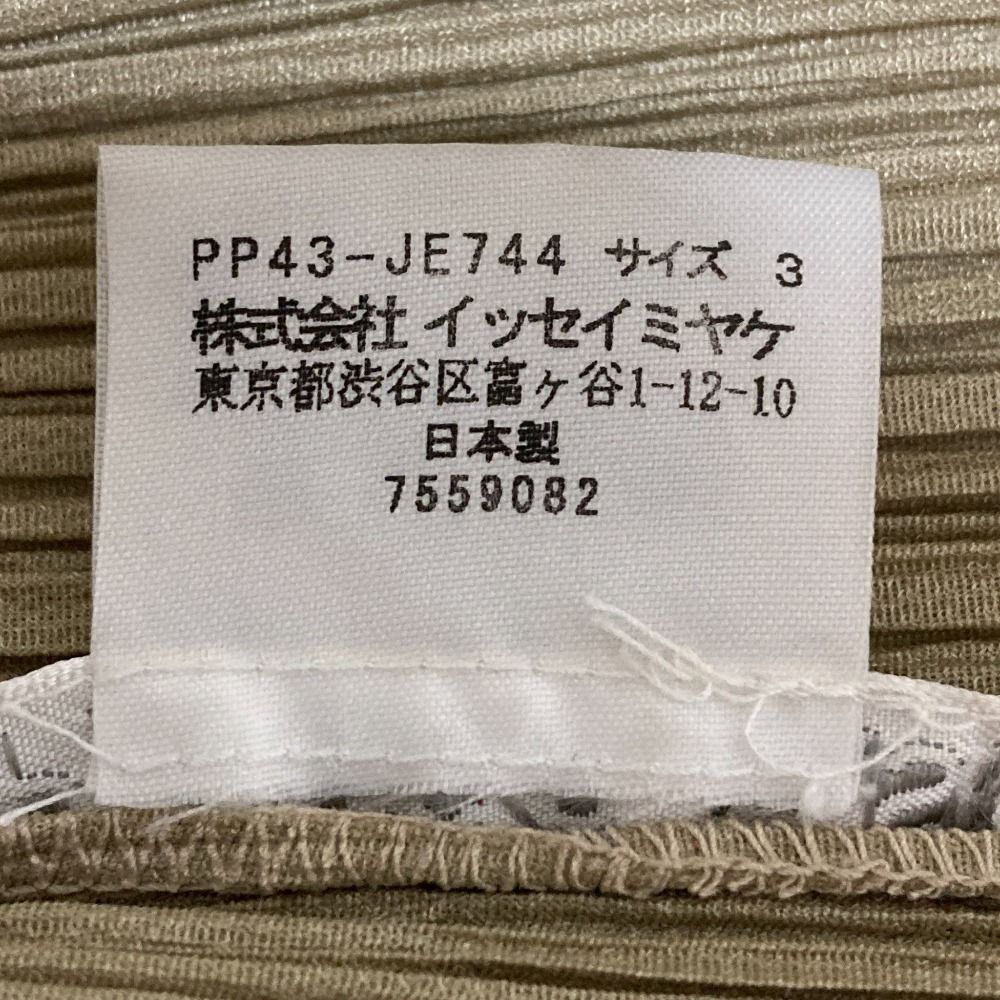 PP43-JE744 サイズ 3
株式会社 イッセイミヤケ
東京都渋谷区富ヶ谷1-12-10
日本製
7559082